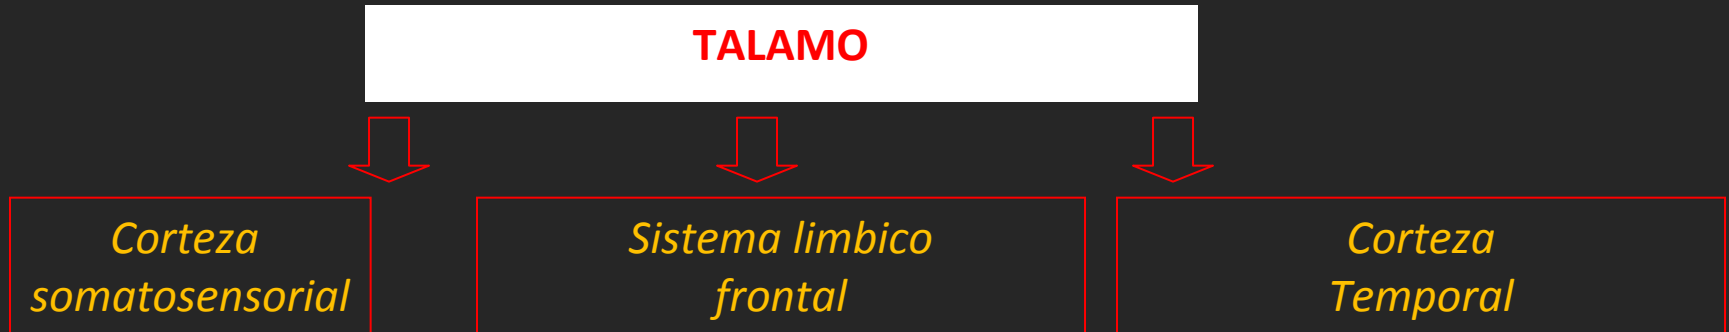 TALAMO
Corteza
somatosensorial
Sistema limbico
frontal
Corteza
Temporal